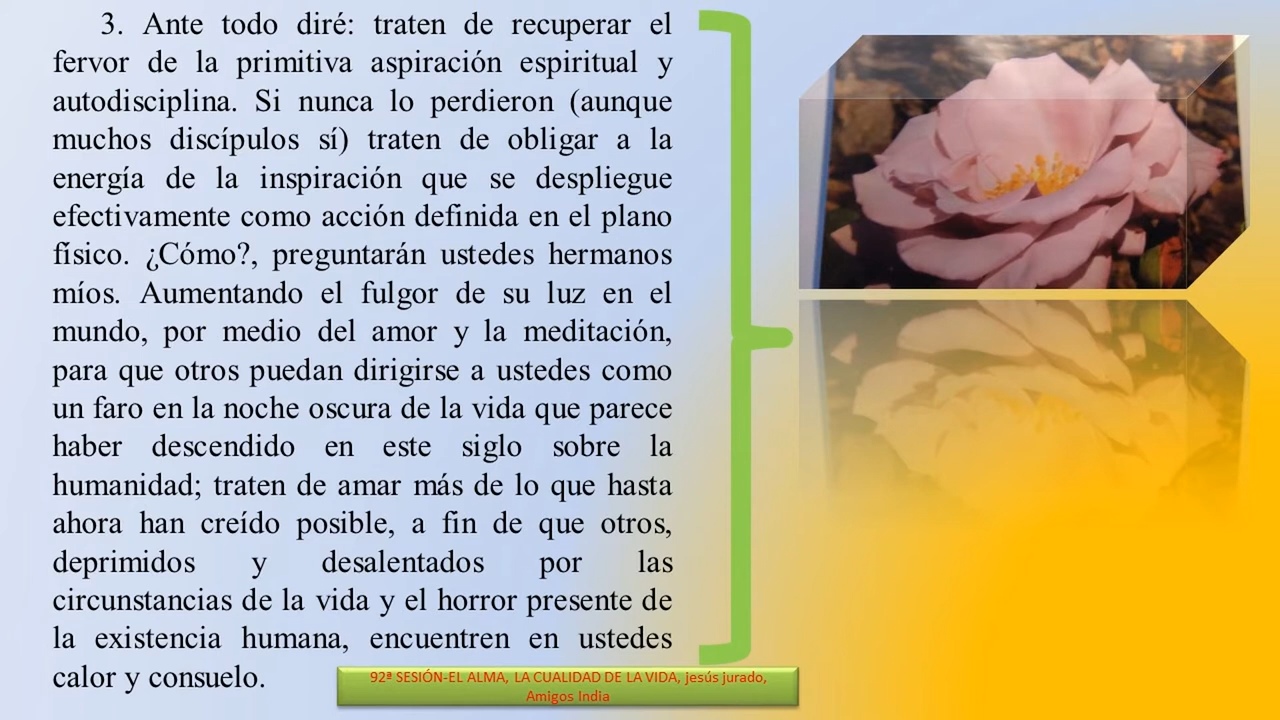 3. Ante todo diré: traten de recuperar el
fervor de la primitiva aspiración espiritual y
autodisciplina. Si nunca lo perdieron (aunque
muchos discípulos sí) traten de obligar a la
energía de la inspiración que se despliegue
efectivamente como acción definida en el plano
físico. ¿Cómo?, preguntarán ustedes hermanos
míos. Aumentando el fulgor de su luz en el
mundo, por medio del amor y la meditación,
para que otros puedan dirigirse a ustedes como
un faro en la noche oscura de la vida que parece
haber descendido en este siglo sobre la
humanidad; traten de amar más de lo que hasta
ahora han creído posible, a fin de que otros,
deprimidos y desalentados por las
circunstancias de la vida y el horror presente de
la existencia humana, encuentren en ustedes
calor y consuelo.
92ª SESIÓN-EL ALMA, LA CUALIDAD DE LA VIDA, jesús jurado,
Amigos India